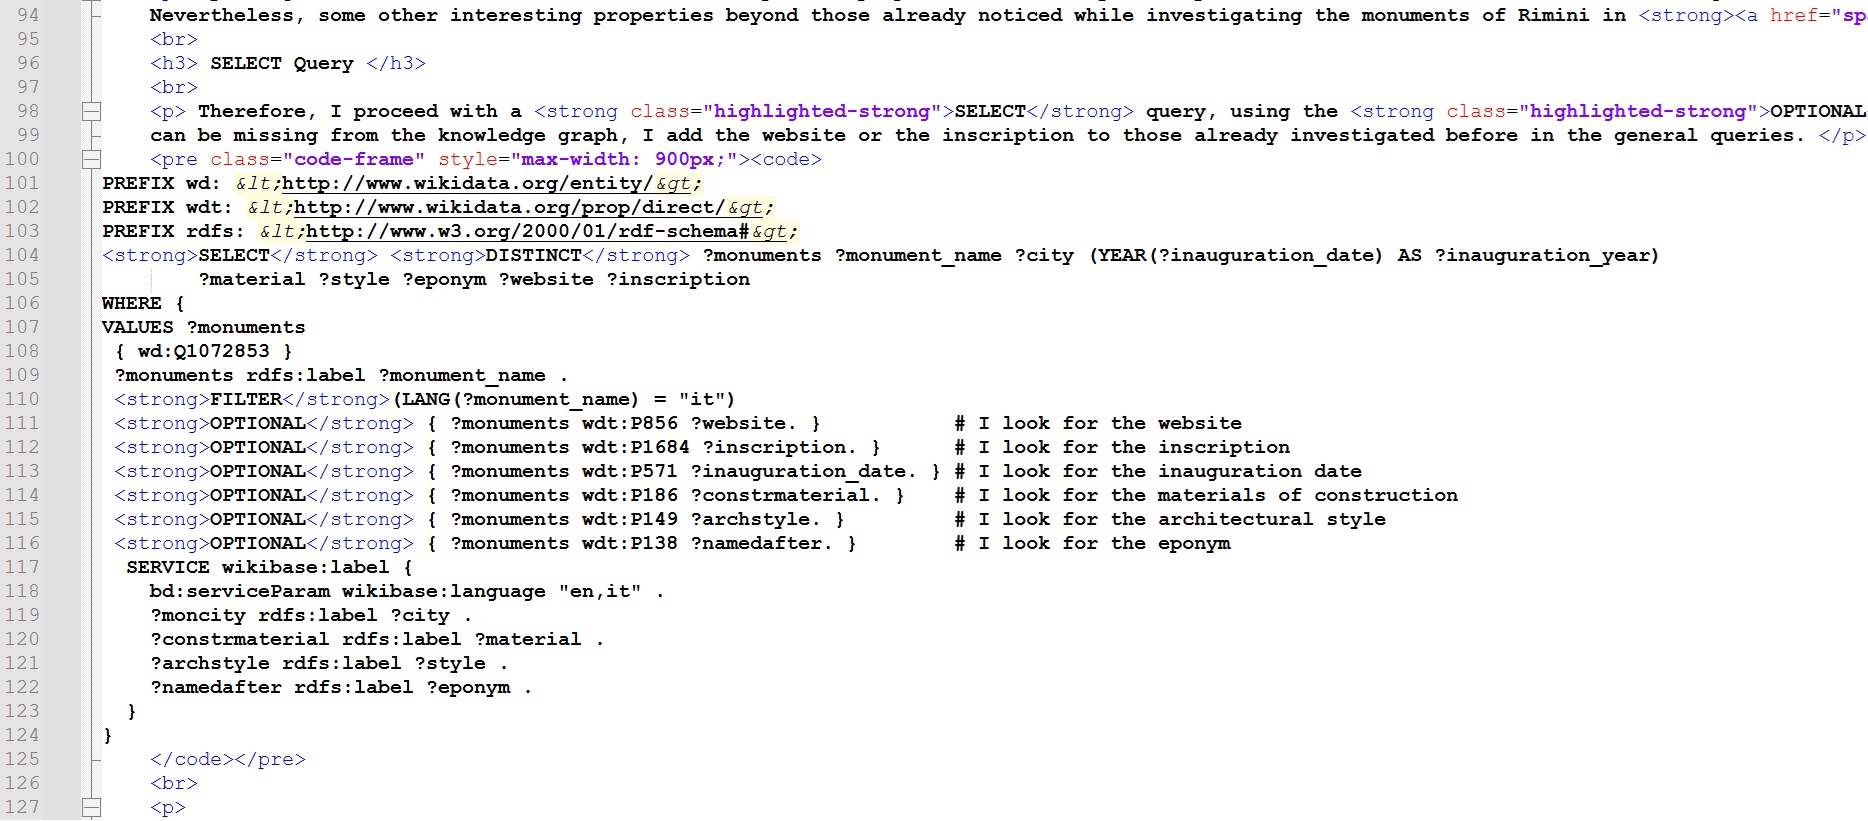 94 Nevertheless, some other interesting properties beyond those already noticed while investigating the monuments of Rimini in <strong><a href="sp
95 <br>
96 <h3> SELECT Query </h3>
97 <br>
98 <p> Therefore, I proceed with a <strong class="highlighted-strong">SELECT</strong> query, using the <strong class="highlighted-strong">OPTIONAL
99 can be missing from the knowledge graph, I add the website or the inscription to those already investigated before in the general queries. </p>
100 <pre class="code-frame" style="max-width: 900px;"><code>
101 PREFIX wd: &lt;http://www.wikidata.org/entity/&gt;
102 PREFIX wdt: &lt;http://www.wikidata.org/prop/direct/&gt;
103 PREFIX rdfs: &lt;http://www.w3.org/2000/01/rdf-schema#&gt;
104 <strong>SELECT</strong> <strong>DISTINCT</strong> ?monuments ?monument_name ?city (YEAR(?inauguration_date) AS ?inauguration_year)
105 ?material ?style ?eponym ?website ?inscription
106 WHERE {
107 VALUES ?monuments
108 { wd:Q1072853 }
109 ?monuments rdfs:label ?monument_name .
110 <strong>FILTER</strong>(LANG(?monument_name) = "it")
111 <strong>OPTIONAL</strong> { ?monuments wdt:P856 ?website. } # I look for the website
112 <strong>OPTIONAL</strong> { ?monuments wdt:P1684 ?inscription. } # I look for the inscription
113 <strong>OPTIONAL</strong> { ?monuments wdt:P571 ?inauguration_date. } # I look for the inauguration date
114 <strong>OPTIONAL</strong> { ?monuments wdt:P186 ?constrmaterial. } # I look for the materials of construction
115 <strong>OPTIONAL</strong> { ?monuments wdt:P149 ?archstyle. } # I look for the architectural style
116 <strong>OPTIONAL</strong> { ?monuments wdt:P138 ?namedafter. } # I look for the eponym
117 SERVICE wikibase:label {
118 bd:serviceParam wikibase:language "en,it" .
119 ?moncity rdfs:label ?city .
120 ?constrmaterial rdfs:label ?material .
121 ?archstyle rdfs:label ?style .
122 ?namedafter rdfs:label ?eponym .
123 }
124 }
125 </code></pre>
126 <br>
127 <p>